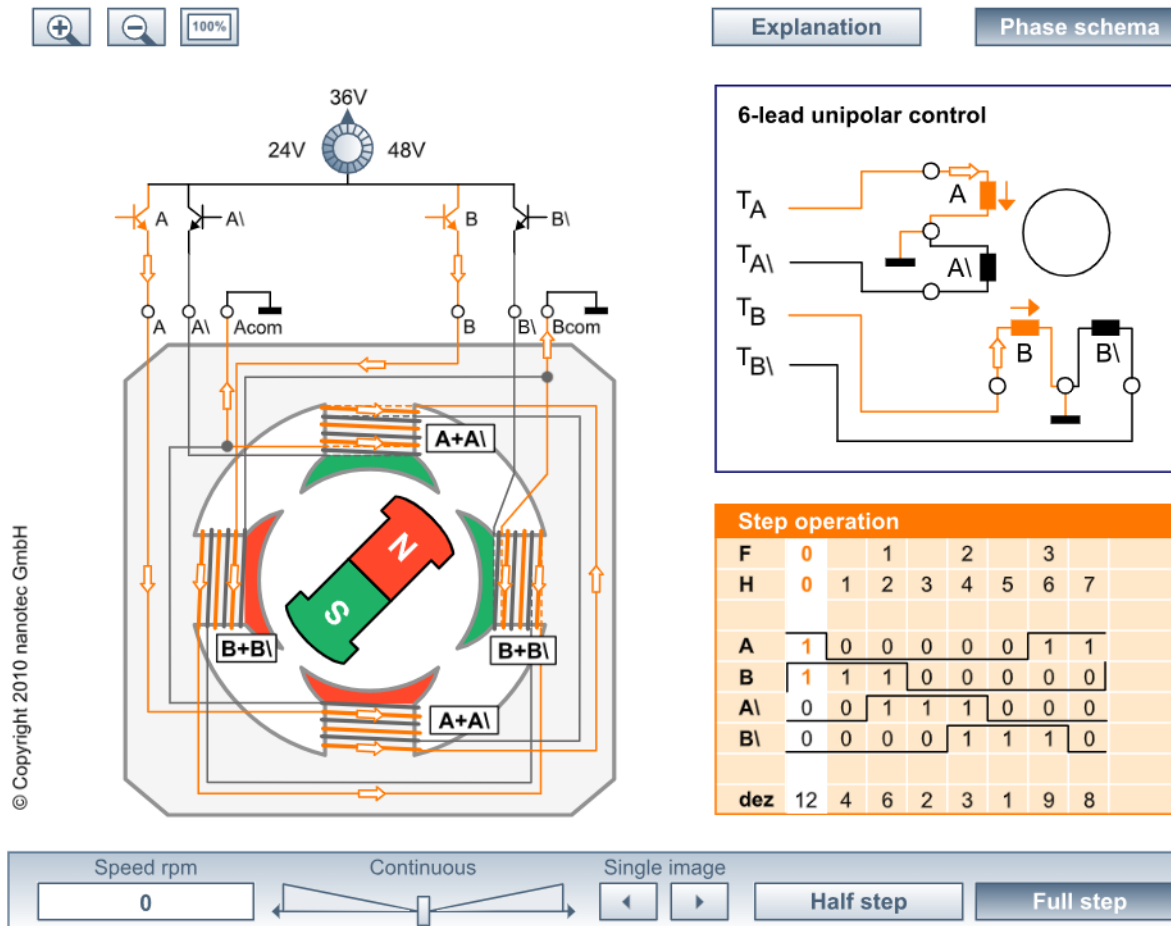 100%
Explanation
Phase schema
36V
24V
48V
A
A\
B
B\
A
A\
Acom
B
B\
Bcom
A+A\
B+B\
B+B\
A+A\
N
S
© Copyright 2010 nanotec GmbH
6-lead unipolar control
TA
A
TA\
A\
TB
B
B\
TB\
Step operation
F 0 1 2 3
H 0 1 2 3 4 5 6 7
A 1 0 0 0 0 0 1 1
B 1 1 1 0 0 0 0 0
A\ 0 0 1 1 1 0 0 0
B\ 0 0 0 0 1 1 1 0
dez 12 4 6 2 3 1 9 8
Speed rpm
0
Continuous
Single image
Half step
Full step